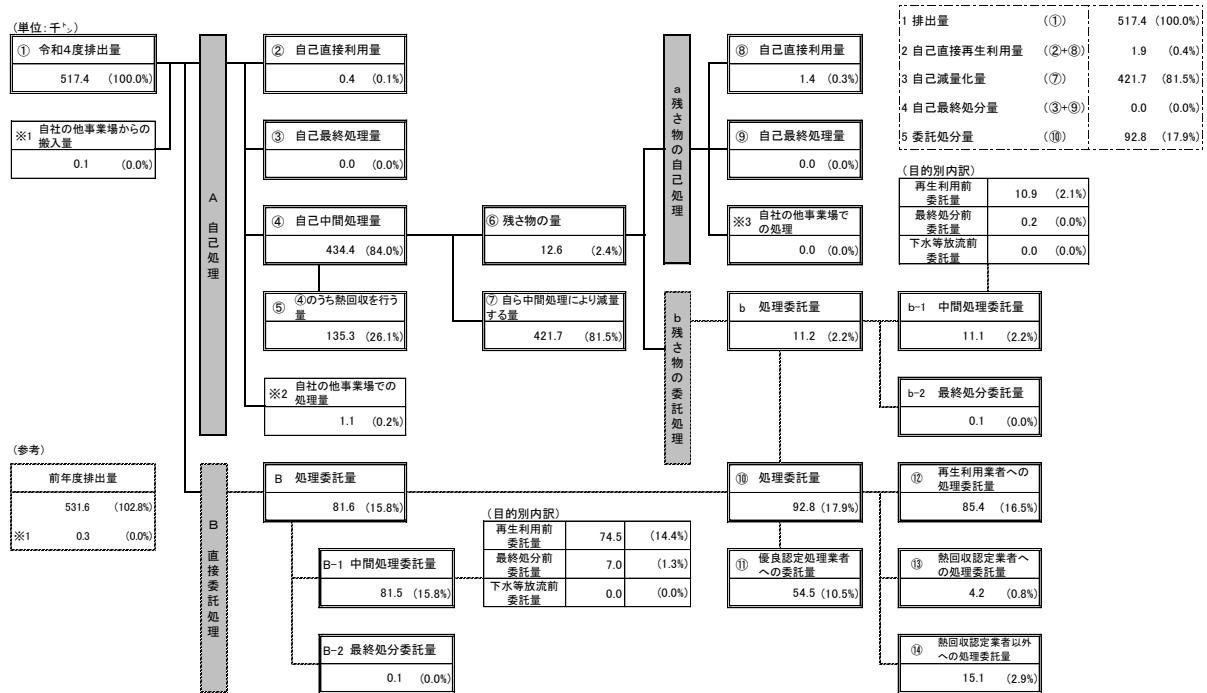 (単位:千㌧)
① 令和4度排出量
517.4 (100.0%)
※1 自社の他事業場からの
搬入量
0.1 (0.0%)
A 自己処理
② 自己直接利用量
0.4 (0.1%)
③ 自己最終処理量
0.0 (0.0%)
④ 自己中間処理量
434.4 (84.0%)
⑤ ④のうち熱回収を行う
量
135.3 (26.1%)
※2 自社の他事業場での
処理量
1.1 (0.2%)
⑥ 残さ物の量
12.6 (2.4%)
⑦ 自ら中間処理により減量
する量
421.7 (81.5%)
a 残さ物の自己処理
⑧ 自己直接利用量
1.4 (0.3%)
⑨ 自己最終処理量
0.0 (0.0%)
※3 自社の他事業場で
の処理
0.0 (0.0%)
1 排出量 (①) 517.4 (100.0%)
2 自己直接再生利用量 (②+⑧) 1.9 (0.4%)
3 自己減量化量 (⑦) 421.7 (81.5%)
4 自己最終処分量 (③+⑨) 0.0 (0.0%)
5 委託処分量 (⑩) 92.8 (17.9%)
(目的別内訳)
再生利用前
委託量 10.9 (2.1%)
最終処分前
委託量 0.2 (0.0%)
下水等放流前
委託量 0.0 (0.0%)
b 残さ物の委託処理
b 処理委託量
11.2 (2.2%)
b-1 中間処理委託量
11.1 (2.2%)
b-2 最終処分委託量
0.1 (0.0%)
(参考)
前年度排出量
531.6 (102.8%)
※1 0.3 (0.0%)
B 直接委託処理
B 処理委託量
81.6 (15.8%)
B-1 中間処理委託量
81.5 (15.8%)
B-2 最終処分委託量
0.1 (0.0%)
(目的別内訳)
再生利用前
委託量 74.5 (14.4%)
最終処分前
委託量 7.0 (1.3%)
下水等放流前
委託量 0.0 (0.0%)
⑩ 処理委託量
92.8 (17.9%)
⑪ 優良認定処理業者
への委託量
54.5 (10.5%)
⑫ 再生利用業者への
処理委託量
85.4 (16.5%)
⑬ 熱回収認定業者へ
の処理委託量
4.2 (0.8%)
⑭ 熱回収認定業者以外
への処理委託量
15.1 (2.9%)